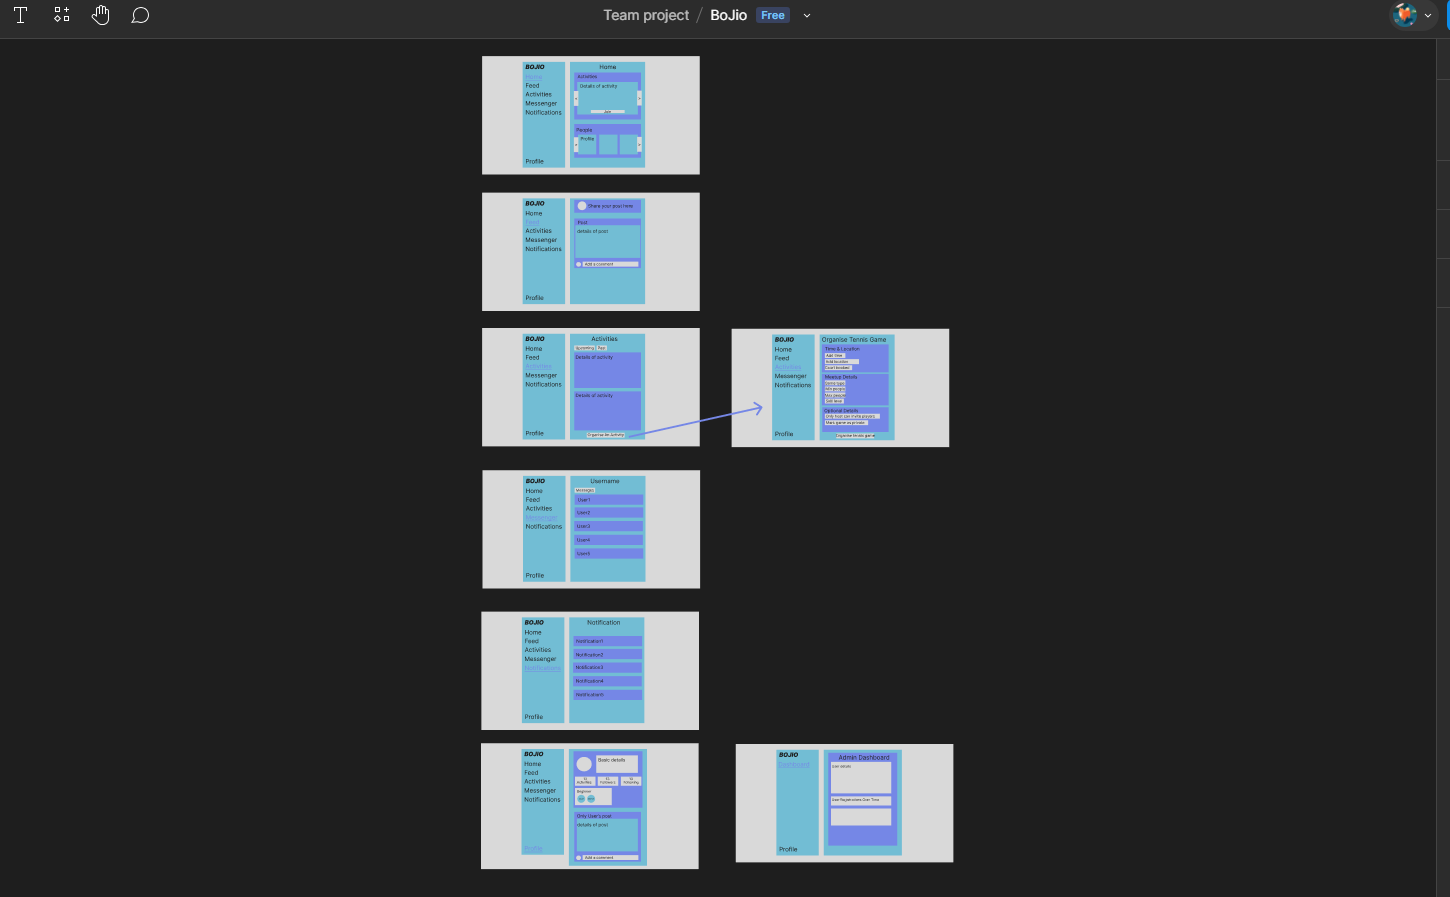 Team project / BoJio Free
BOJIO
Home
Feed
Activities
Messenger
Notifications
Profile
Home
Activities
Details of activity
Join
People
Profile
BOJIO
Home
Feed
Activities
Messenger
Notifications
Profile
Share your post here
Post
details of post
Add a comment
BOJIO
Home
Feed
Activities
Messenger
Notifications
Profile
Activities
Upcoming Past
Details of activity
Details of activity
Organise An Activity
BOJIO
Home
Feed
Activities
Messenger
Notifications
Profile
Organise Tennis Game
Time & Location
Add time
Add location
Court booked
Meetup Details
Game type
Min people
Max people
Skill level
Optional Details
Only host can invite players
Mark game as private
Organise tennis game
BOJIO
Home
Feed
Activities
Messenger
Notifications
Profile
Username
Messages
User1
User2
User3
User4
User5
BOJIO
Home
Feed
Activities
Messenger
Notifications
Profile
Notification
Notification1
Notification2
Notification3
Notification4
Notification5
BOJIO
Home
Feed
Activities
Messenger
Notifications
Profile
Basic details
Activities
Followers
Following
Beginner
Only User's post
details of post
Add a comment
BOJIO
Dashboard
Profile
Admin Dashboard
User details
User Registrations Over Time